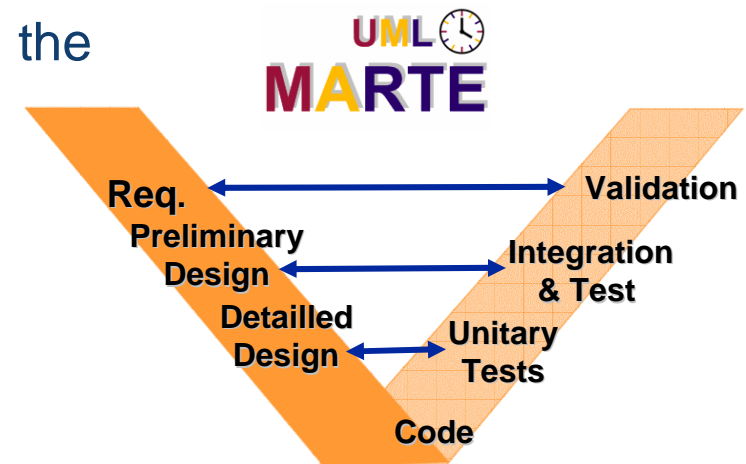 the
UML
MARTE
Req.
Validation
Preliminary
Design
Integration
& Test
Detailled
Design
Unitary
Tests
Code